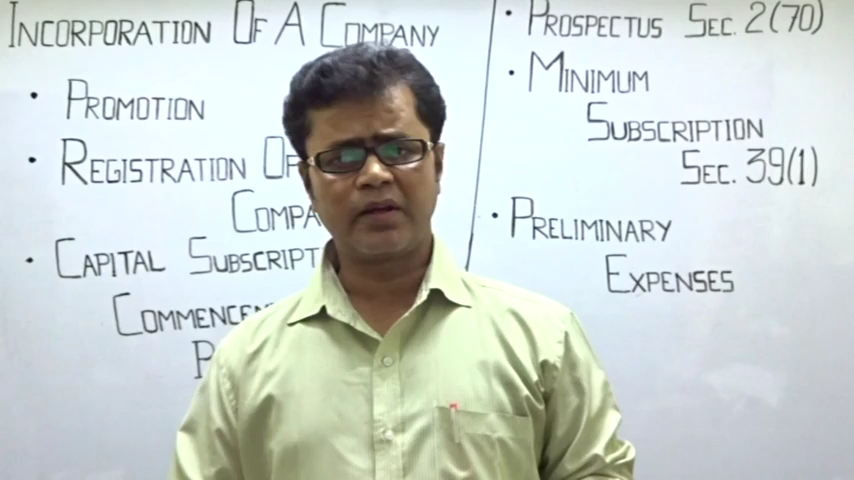 INCORPORATION OF A COMPANY
• PROMOTION
• REGISTRATION OF
COMPA
• CAPITAL SUBSCRIPT
COMMENCE
P
• PROSPECTUS SEC. 2(70)
• MINIMUM
SUBSCRIPTION
SEC. 39(1)
• PRELIMINARY
EXPENSES